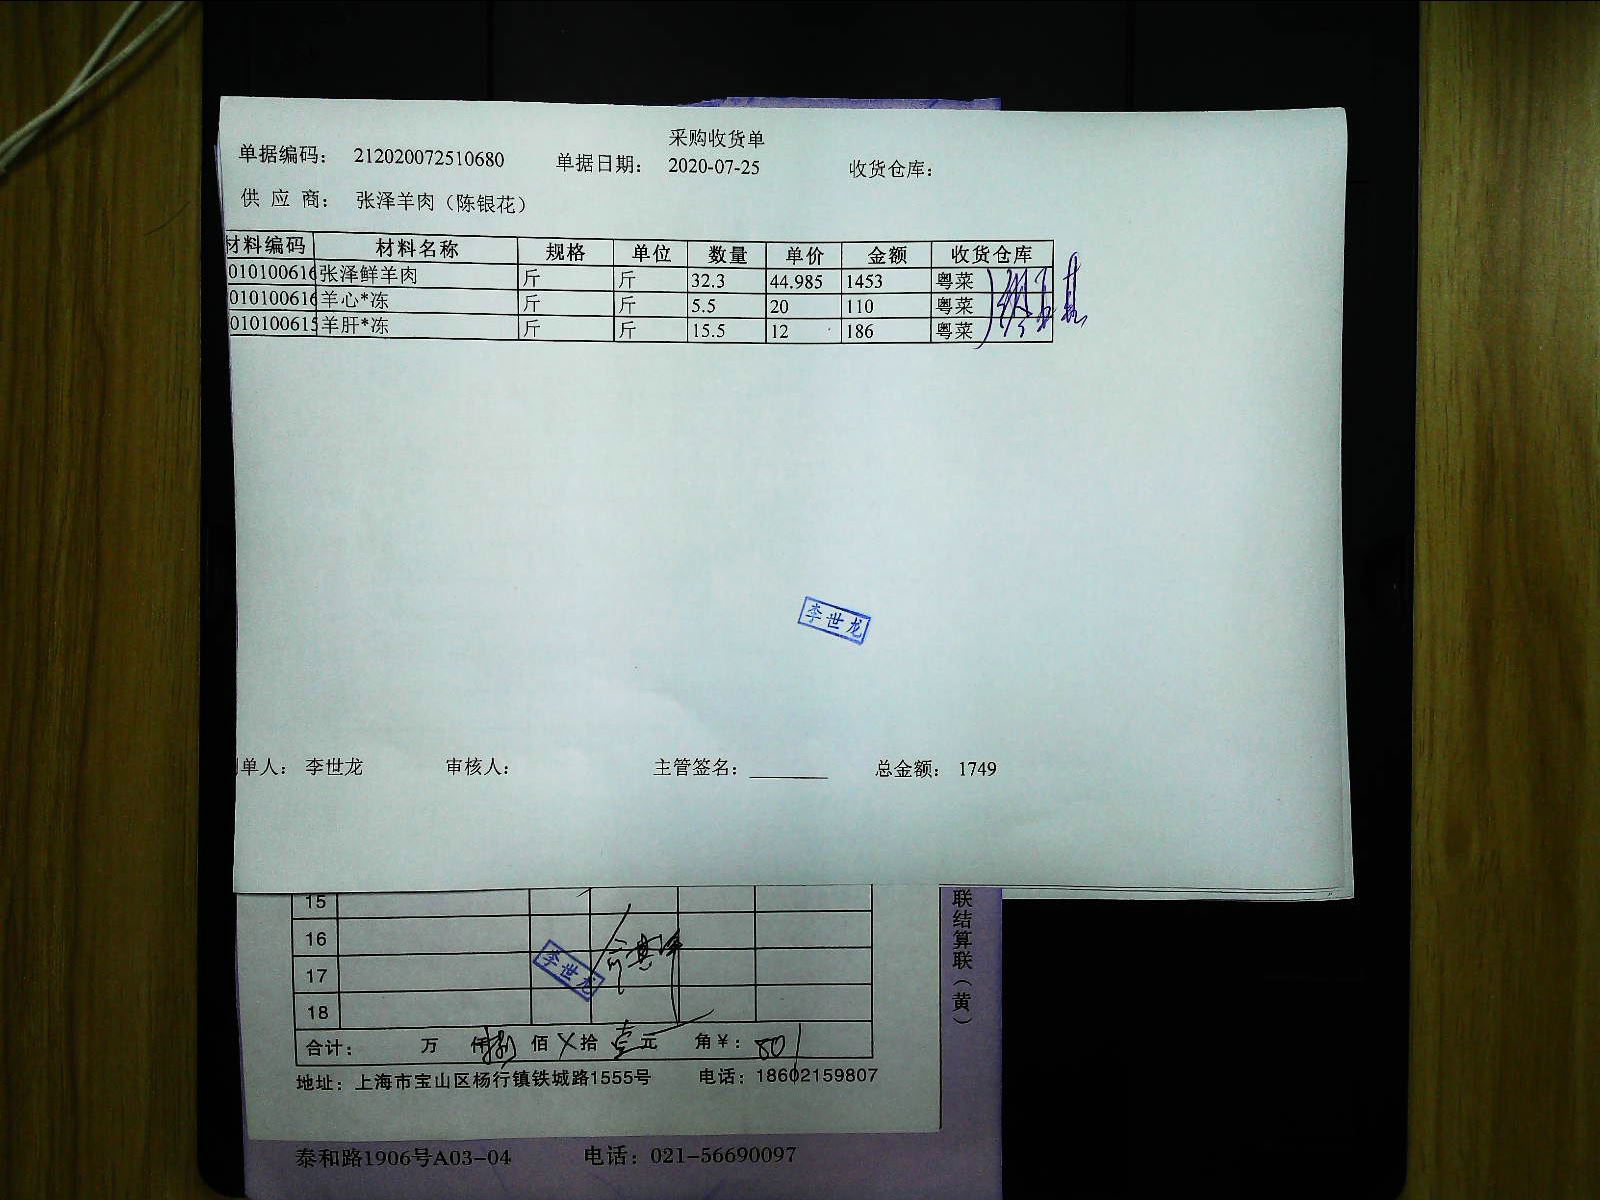 采购收货单
单据编码： 212020072510680 单据日期： 2020-07-25 收货仓库：
供 应 商： 张泽羊肉（陈银花）
材料编码 材料名称 规格 单位 数量 单价 金额 收货仓库
010100616 张泽鲜羊肉 斤 斤 32.3 44.985 1453 粤菜
010100616 羊心*冻 斤 斤 5.5 20 110 粤菜
010100615 羊肝*冻 斤 斤 15.5 12 186 粤菜
李世龙
制单人： 李世龙 审核人： 主管签名：________ 总金额： 1749
15
16
17
18
李世龙
合计： 万 仟 捌 佰 X 拾 壹 元 角 ¥： 801
地址：上海市宝山区杨行镇铁城路1555号 电话：18602159807
联结算联（黄）
泰和路1906号A03-04 电话：021-56690097